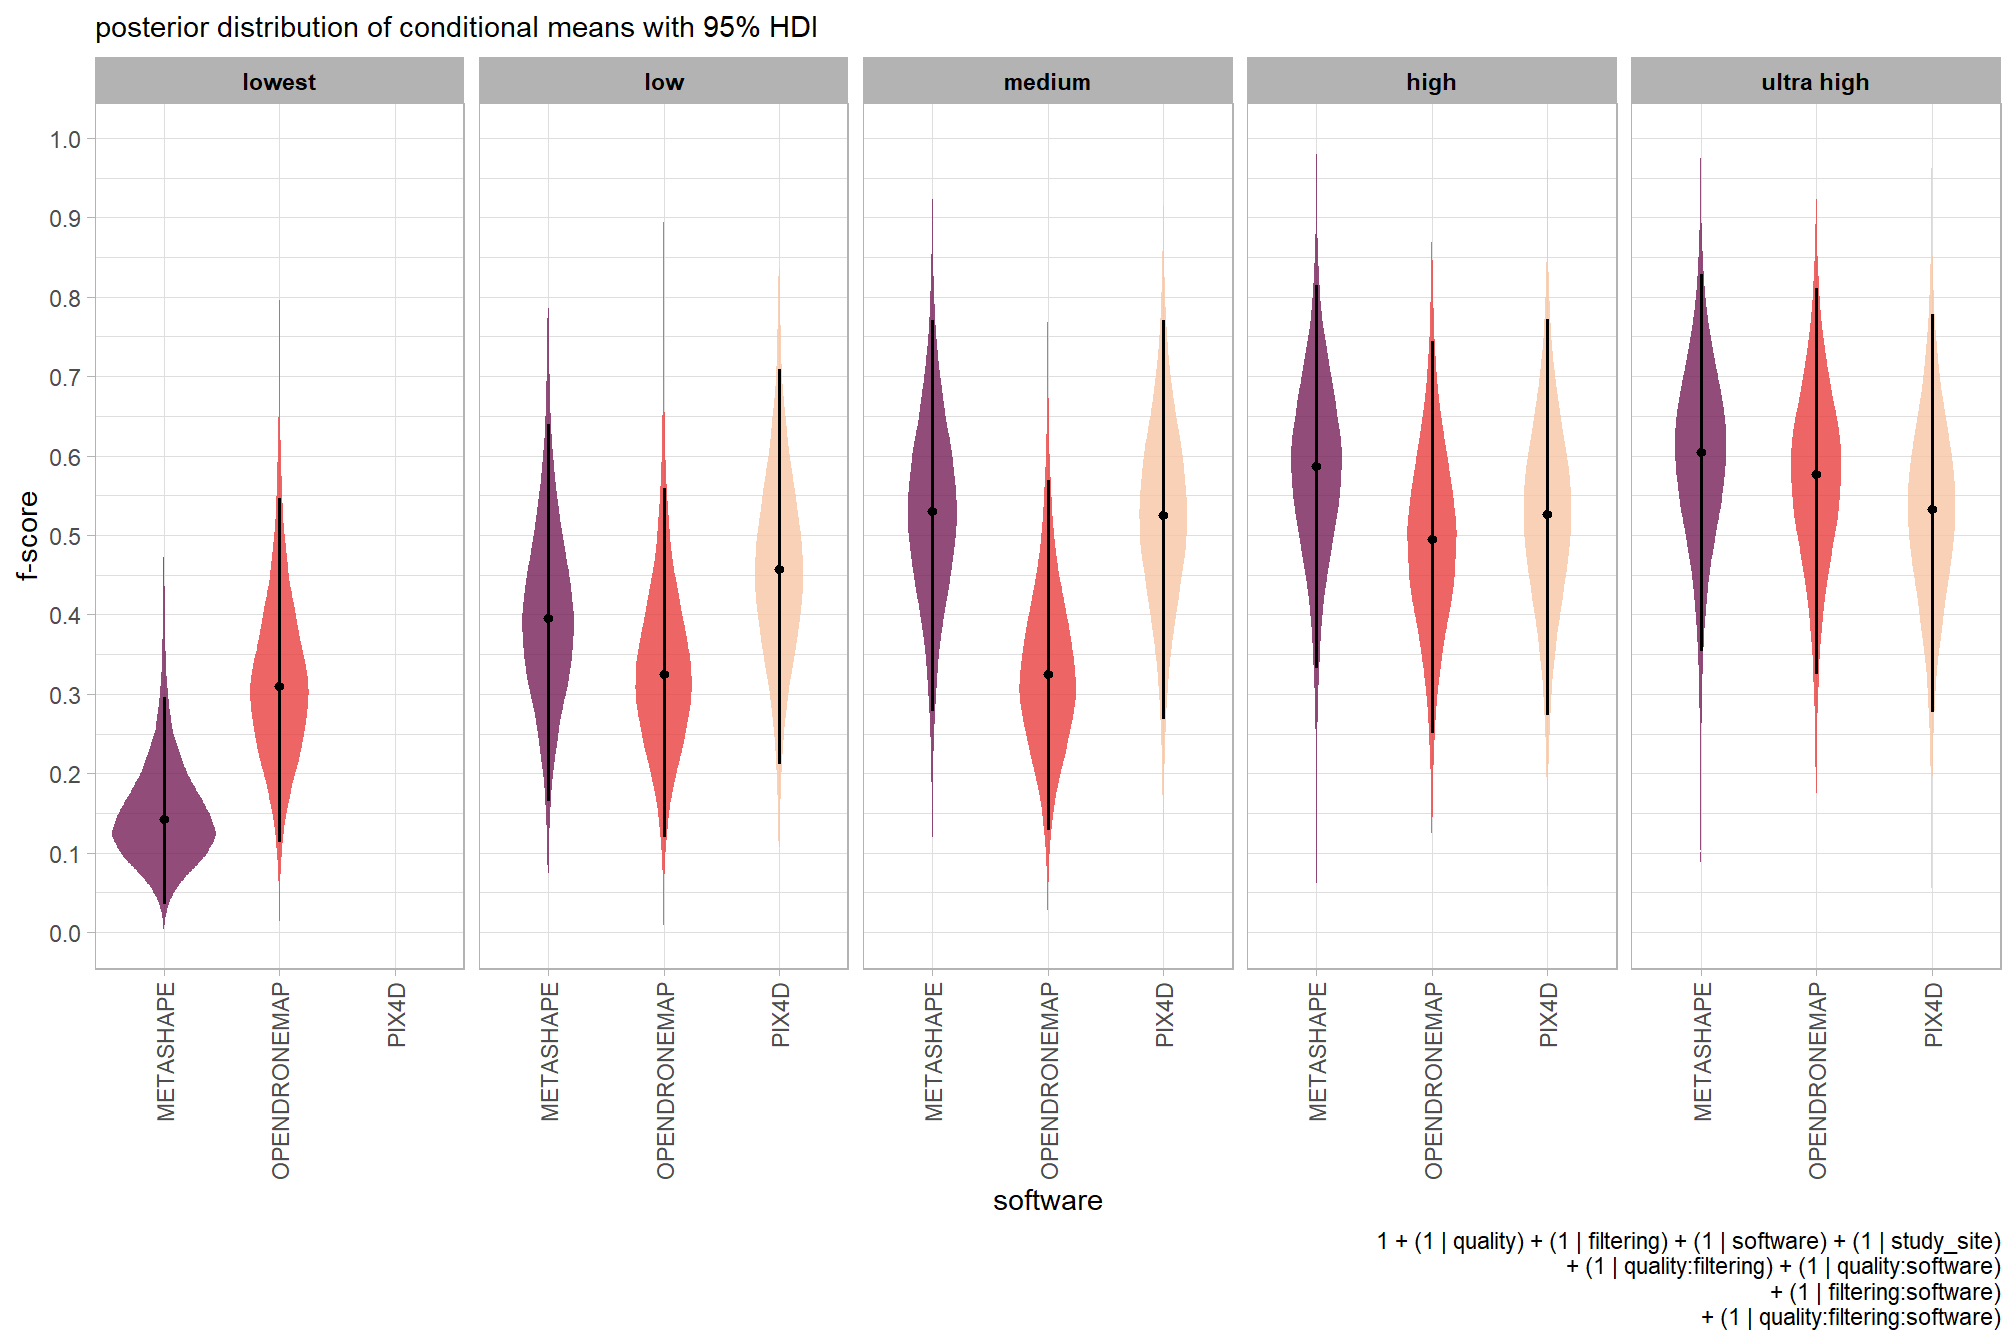 posterior distribution of conditional means with 95% HDI
lowest
low
medium
high
ultra high
1.0
0.9
0.8
0.7
0.6
0.5
0.4
0.3
0.2
0.1
0.0
f-score
METASHAPE
OPENDRONEMAP
PIX4D
METASHAPE
OPENDRONEMAP
PIX4D
METASHAPE
OPENDRONEMAP
PIX4D
METASHAPE
OPENDRONEMAP
PIX4D
METASHAPE
OPENDRONEMAP
PIX4D
software
1 + (1 | quality) + (1 | filtering) + (1 | software) + (1 | study_site)
+ (1 | quality:filtering) + (1 | quality:software)
+ (1 | filtering:software)
+ (1 | quality:filtering:software)